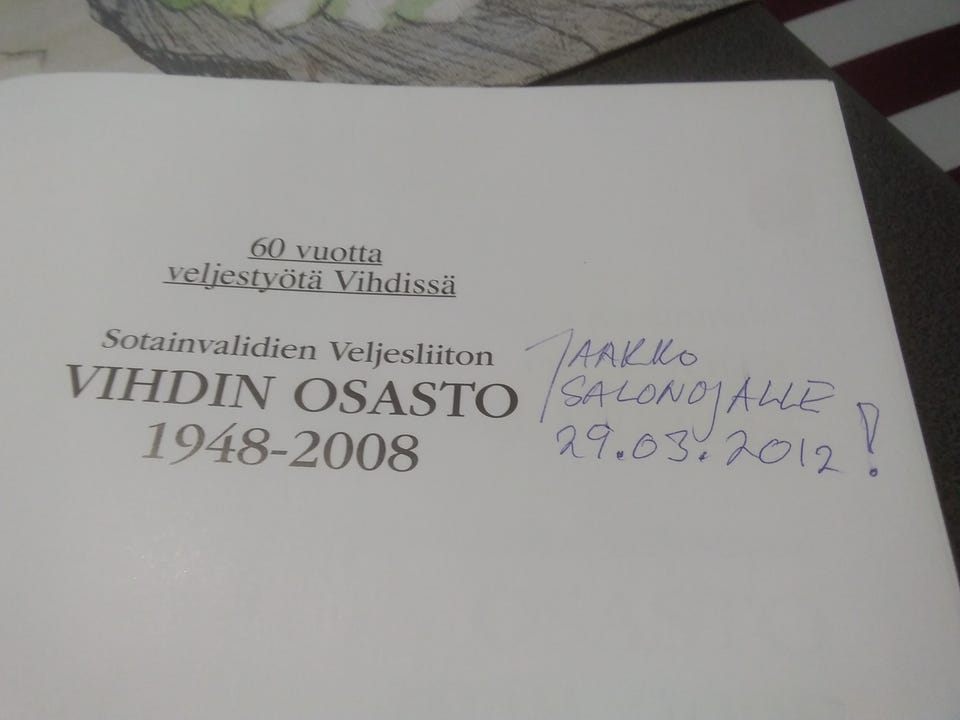 60 vuotta
veljestyötä Vihdissä
Sotainvalidien Veljesliiton
VIHDIN OSASTO
1948-2008
JAAKKO
SALONOJALLE
29.03.2012!